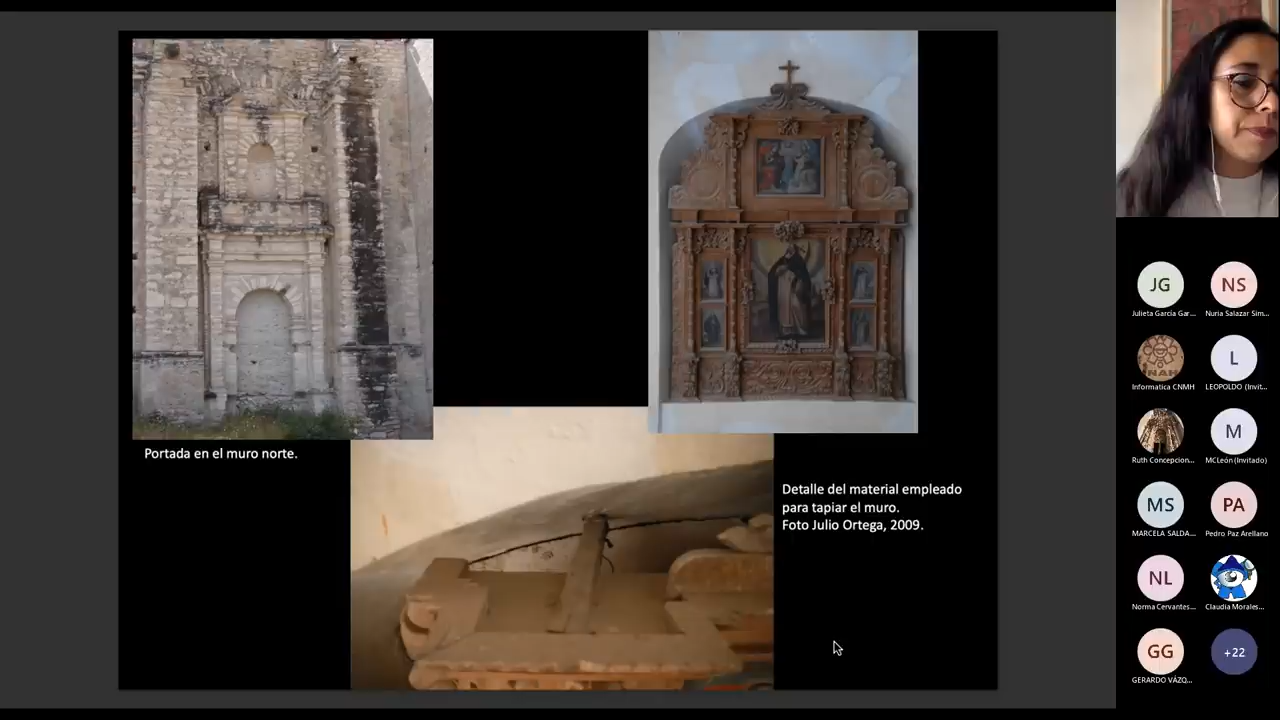 Portada en el muro norte.
Detalle del material empleado
para tapiar el muro.
Foto Julio Ortega, 2009.
JG
NS
Julieta García Gar...
Nuria Salazar Sim...
INAH
L
Informatica CNMH
LEOPOLDO (Invit...
M
Ruth Concepcion...
MCLeón (Invitado)
MS
PA
MARCELA SALDA...
Pedro Paz Arellano
NL
Norma Cervantes...
Claudia Morales...
GG
+22
GERARDO VÁZQ...